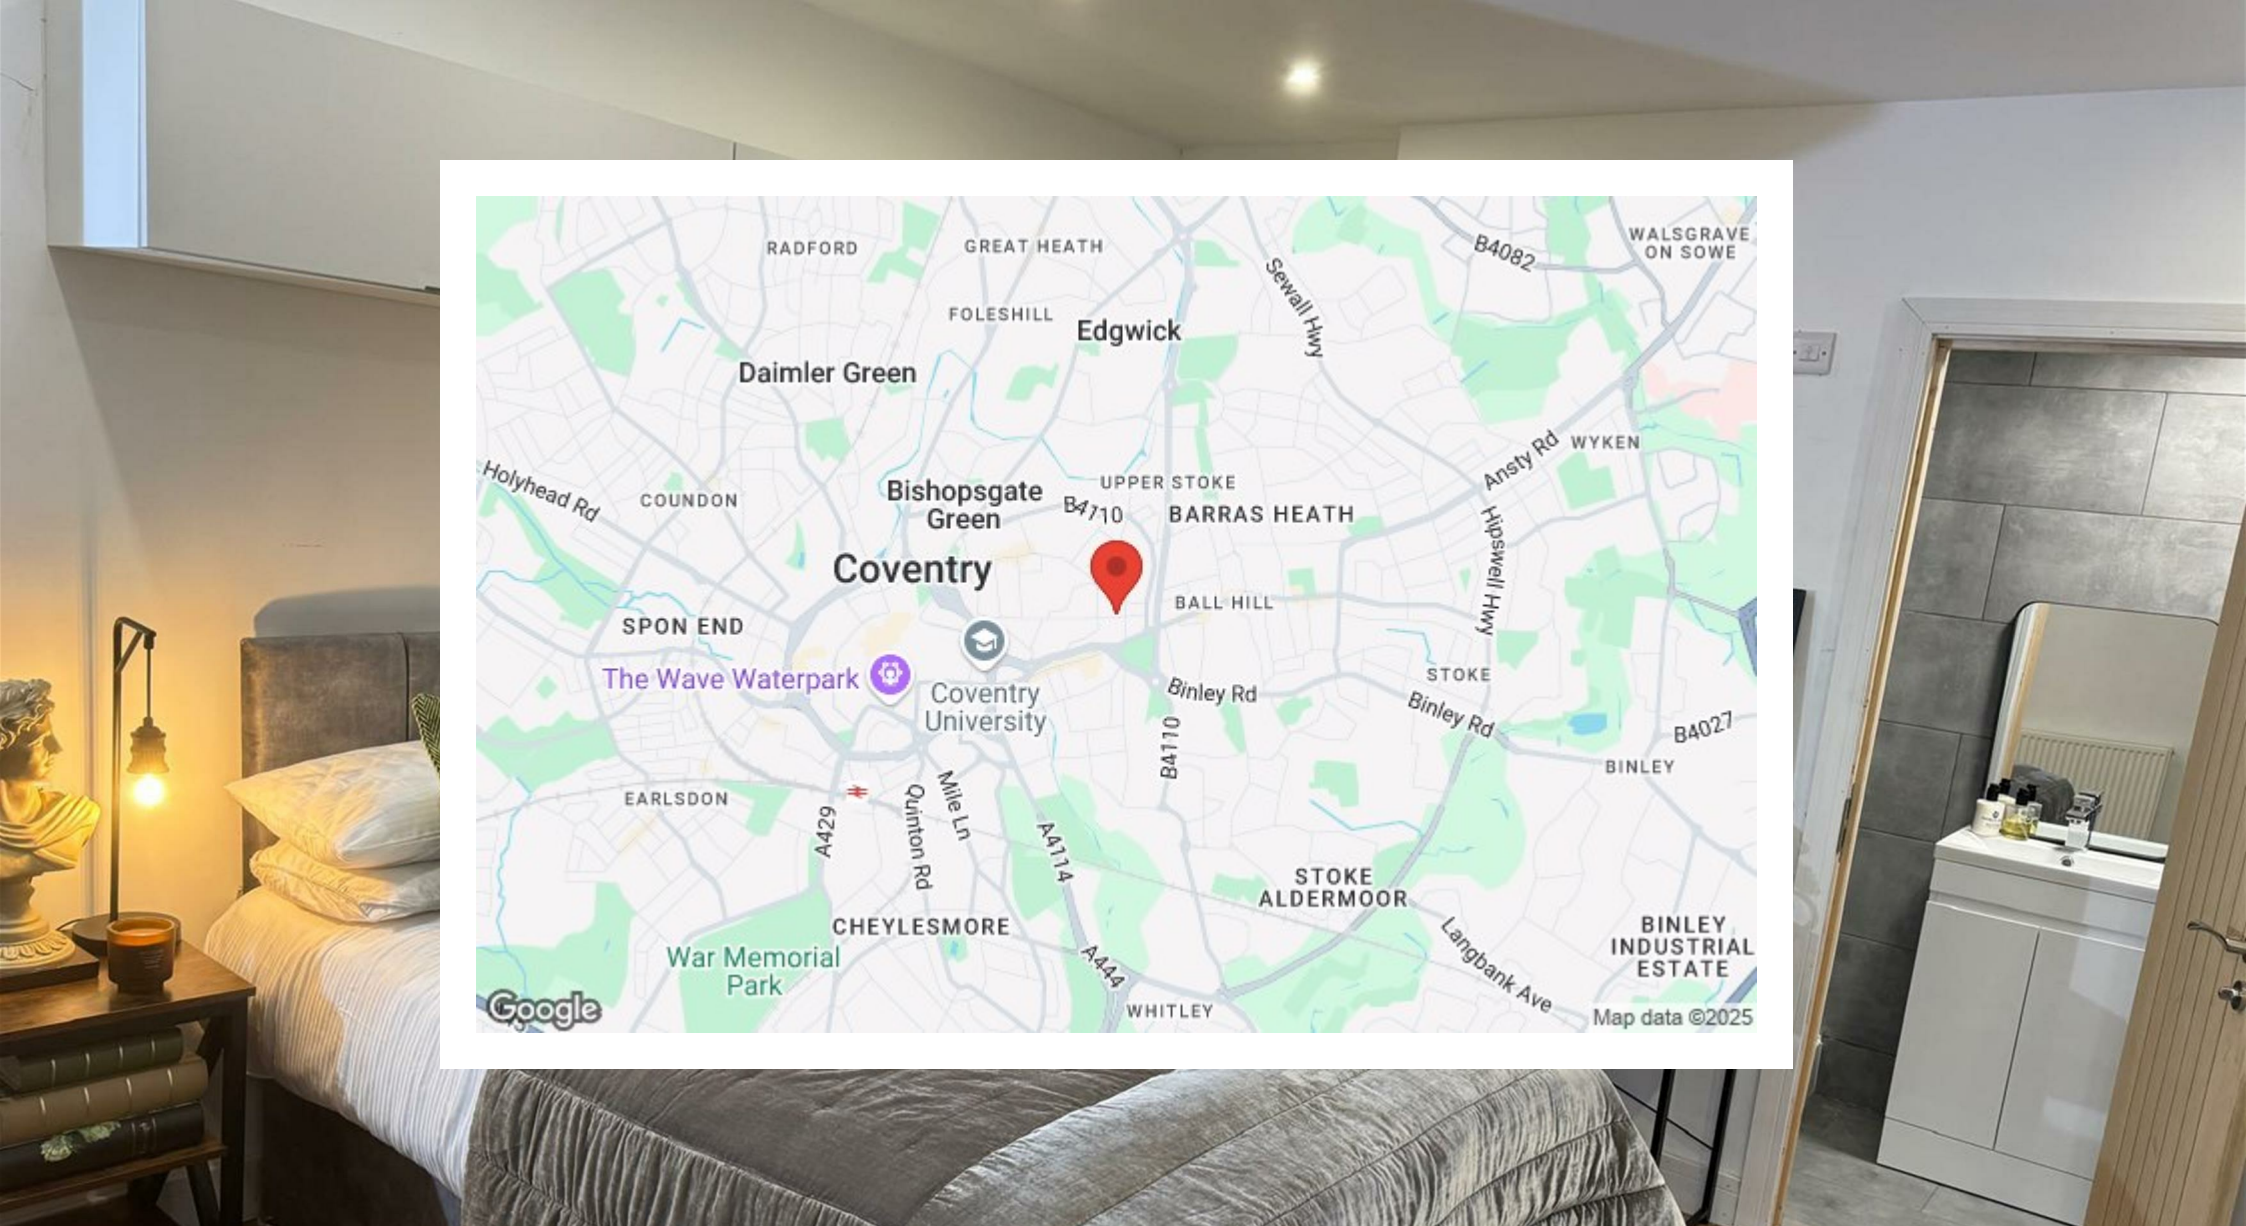 RADFORD
GREAT HEATH
B4082
WALSGRAVE
ON SOWE
Sewall Hwy
FOLESHILL
Edgwick
Daimler Green
Ansty Rd
WYKEN
Holyhead Rd
COUNDON
Bishopsgate
Green
B4110
UPPER STOKE
BARRAS HEATH
Hipswell Hwy
Coventry
BALL HILL
SPON END
The Wave Waterpark
Coventry
University
Binley Rd
STOKE
Binley Rd
B4027
B4110
BINLEY
EARLSDON
A429
Quinton Rd
Mile Ln
A4114
STOKE
ALDERMOOR
CHEYLESMORE
War Memorial
Park
A444
Langbank Ave
BINLEY
INDUSTRIAL
ESTATE
WHITLEY
Google
Map data ©2025